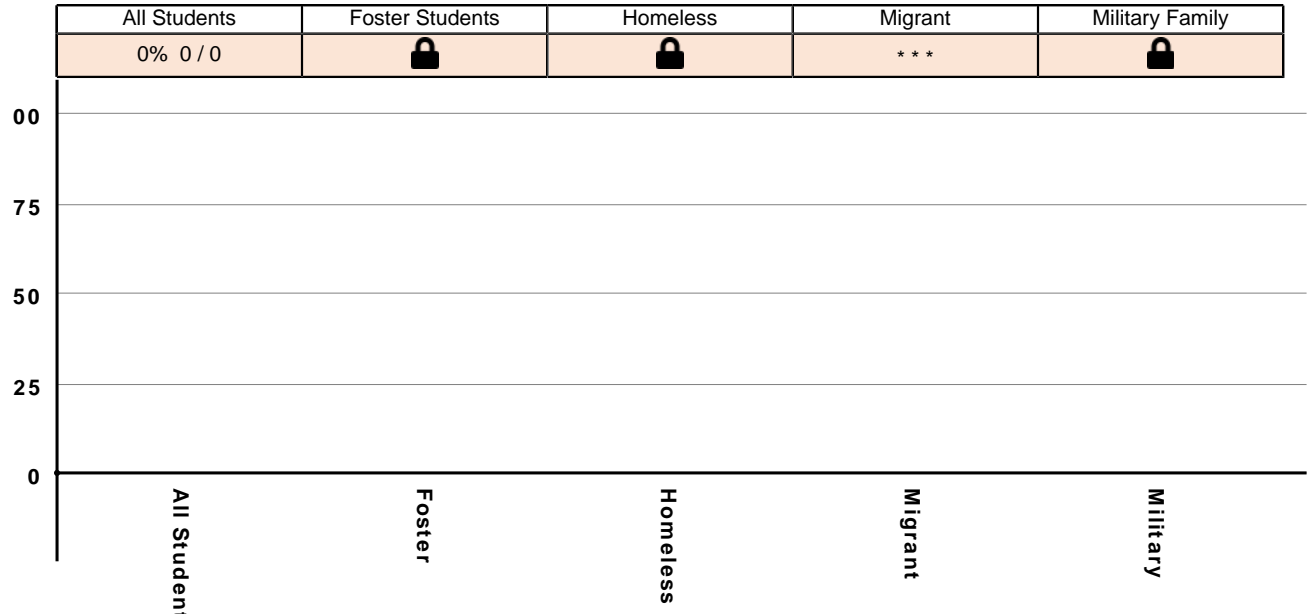 All Students Foster Students Homeless Migrant Military Family
0% 0 / 0 * * *
00
75
50
25
0
All Student
Foster
Homeless
Migrant
Military